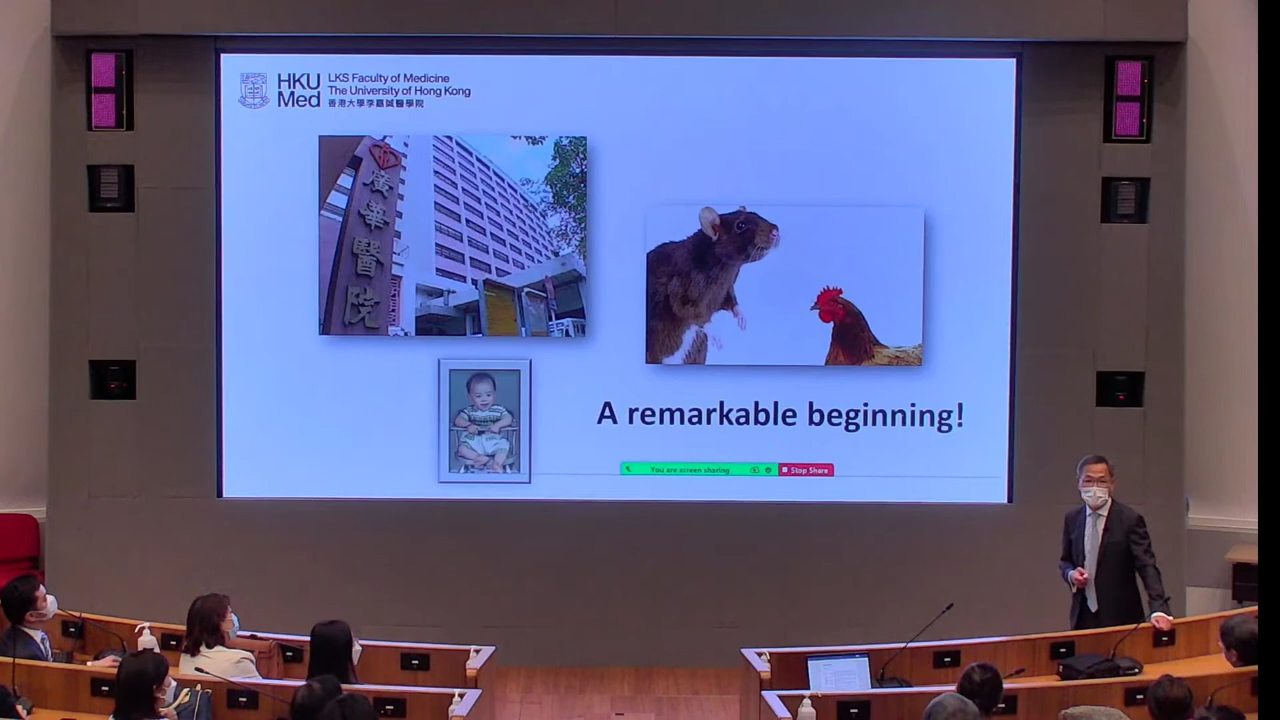 HKU
Med
LKS Faculty of Medicine
The University of Hong Kong
香港大學李嘉誠醫學院
廣華醫院
A remarkable beginning!
You are screen sharing
Stop Share